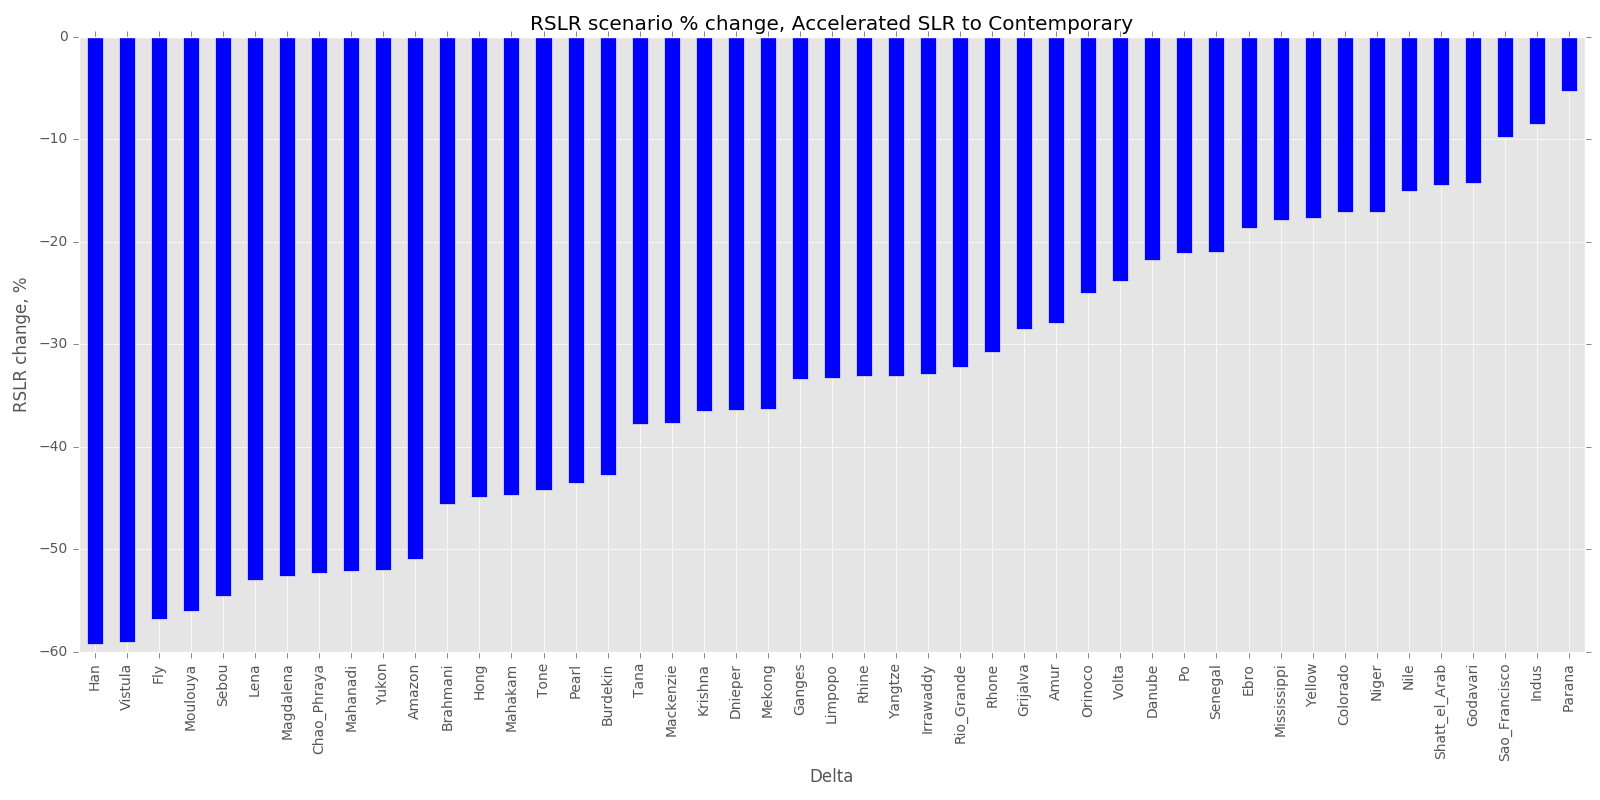 RSLR scenario % change, Accelerated SLR to Contemporary
RSLR change, %
0
−10
−20
−30
−40
−50
−60
Han
Vistula
Fly
Moulouya
Sebou
Lena
Magdalena
Chao_Phraya
Mahanadi
Yukon
Amazon
Brahmani
Hong
Mahakam
Tone
Pearl
Burdekin
Tana
Mackenzie
Krishna
Dnieper
Mekong
Ganges
Limpopo
Rhine
Yangtze
Irrawaddy
Rio_Grande
Rhone
Grijalva
Amur
Orinoco
Volta
Danube
Po
Senegal
Ebro
Mississippi
Yellow
Colorado
Niger
Nile
Shatt_el_Arab
Godavari
Sao_Francisco
Indus
Parana
Delta